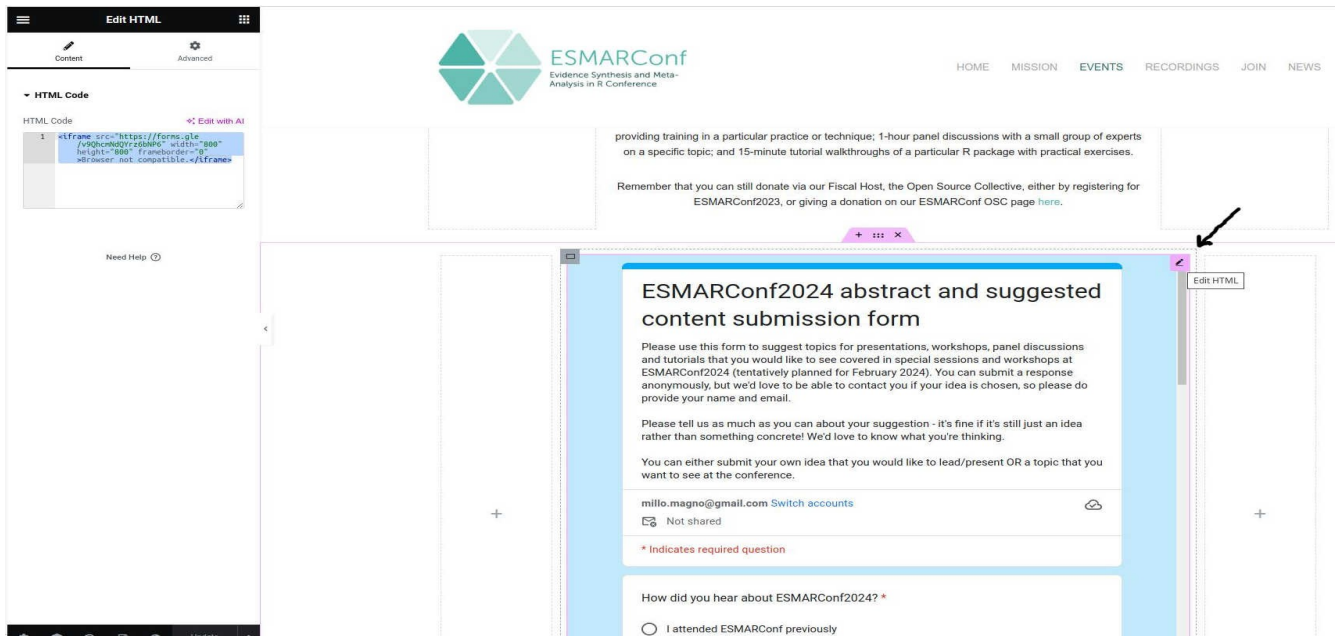 Edit HTML
Content
Advanced
HTML Code
HTML Code
Edit with AI
1
<iframe src="https://forms.gle
/v9QhcmNdQYrz6bNP6" width="800"
height="800" frameborder="0"
>Browser not compatible.</iframe>
Need Help
ESMARConf
Evidence Synthesis and Meta-
Analysis in R Conference
HOME MISSION EVENTS RECORDINGS JOIN NEWS
providing training in a particular practice or technique; 1-hour panel discussions with a small group of experts
on a specific topic; and 15-minute tutorial walkthroughs of a particular R package with practical exercises.
Remember that you can still donate via our Fiscal Host, the Open Source Collective, either by registering for
ESMARConf2023, or giving a donation on our ESMARConf OSC page here.
Edit HTML
ESMARConf2024 abstract and suggested
content submission form
Please use this form to suggest topics for presentations, workshops, panel discussions
and tutorials that you would like to see covered in special sessions and workshops at
ESMARConf2024 (tentatively planned for February 2024). You can submit a response
anonymously, but we'd love to be able to contact you if your idea is chosen, so please do
provide your name and email.
Please tell us as much as you can about your suggestion - it's fine if it's still just an idea
rather than something concrete! We'd love to know what you're thinking.
You can either submit your own idea that you would like to lead/present OR a topic that you
want to see at the conference.
millo.magno@gmail.com Switch accounts
Not shared
* Indicates required question
How did you hear about ESMARConf2024? *
I attended ESMARConf previously